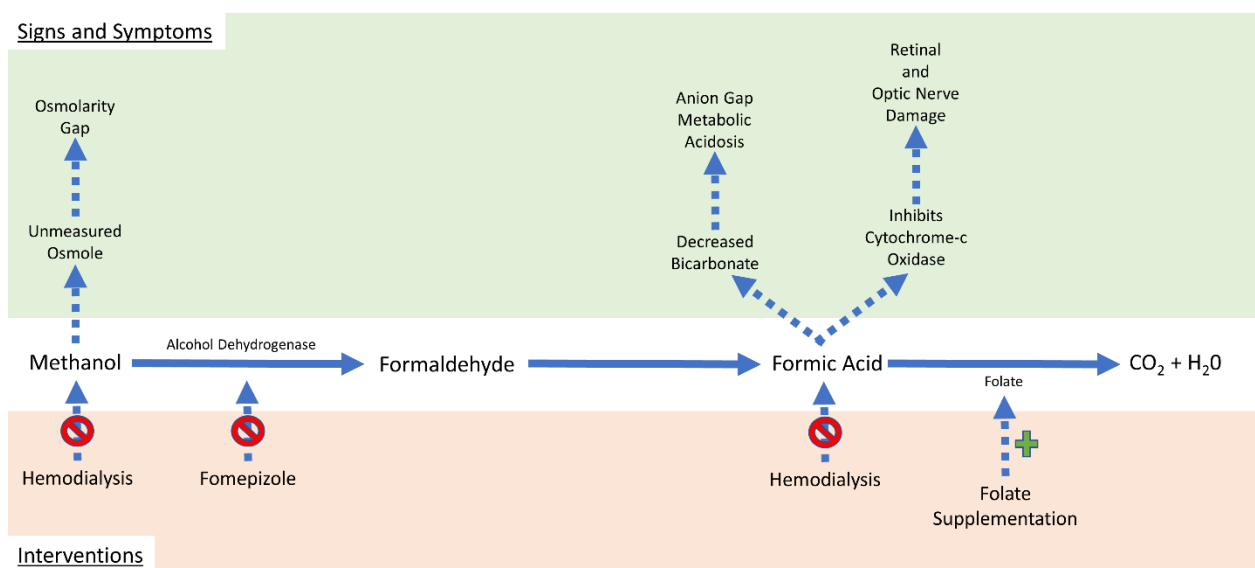 Signs and Symptoms
Osmolarity
Gap
Unmeasured
Osmole
Anion Gap
Metabolic
Acidosis
Decreased
Bicarbonate
Retinal
and
Optic Nerve
Damage
Inhibits
Cytochrome-c
Oxidase
Methanol
Alcohol Dehydrogenase
Formaldehyde
Formic Acid
Folate
CO₂ + H₂0
Hemodialysis
Fomepizole
Hemodialysis
Folate
Supplementation
Interventions